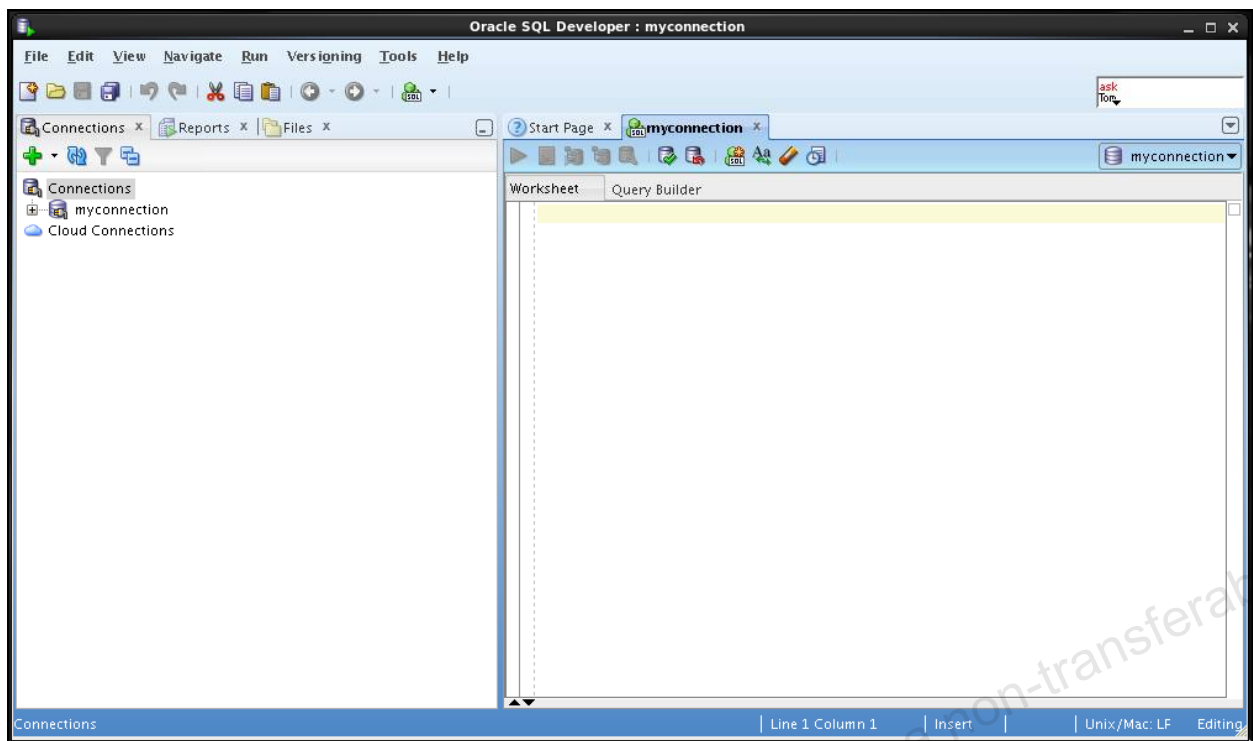 Oracle SQL Developer : myconnection
File Edit View Navigate Run Versioning Tools Help
ask
Tom
Connections Reports Files
Start Page myconnection
myconnection
Connections
myconnection
Cloud Connections
Worksheet Query Builder
non-transferab
Connections
Line 1 Column 1 Insert Unix/Mac: LF Editing